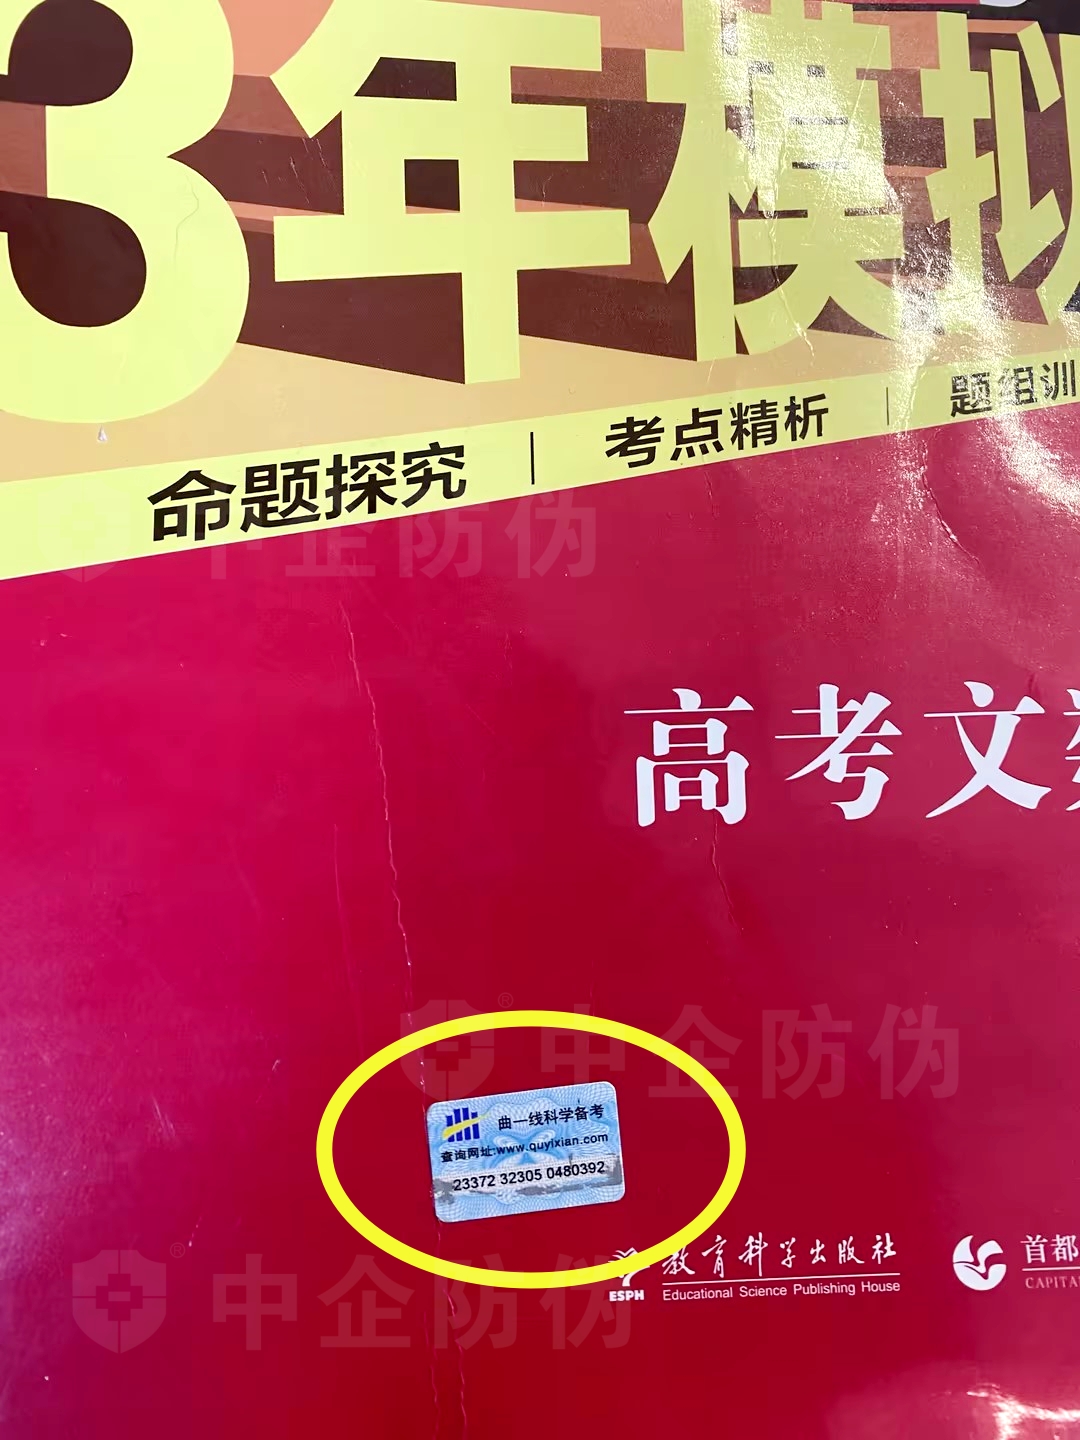 3年模拟
命题探究 | 考点精析 | 题组训
中企防伪
高考文
®
中企防伪
曲一线科学备考
查询网址:www.quyixian.com
23372 32305 0480392
教育科学出版社
ESPH
Educational Science Publishing House
首都
CAPITA
®
中企防伪